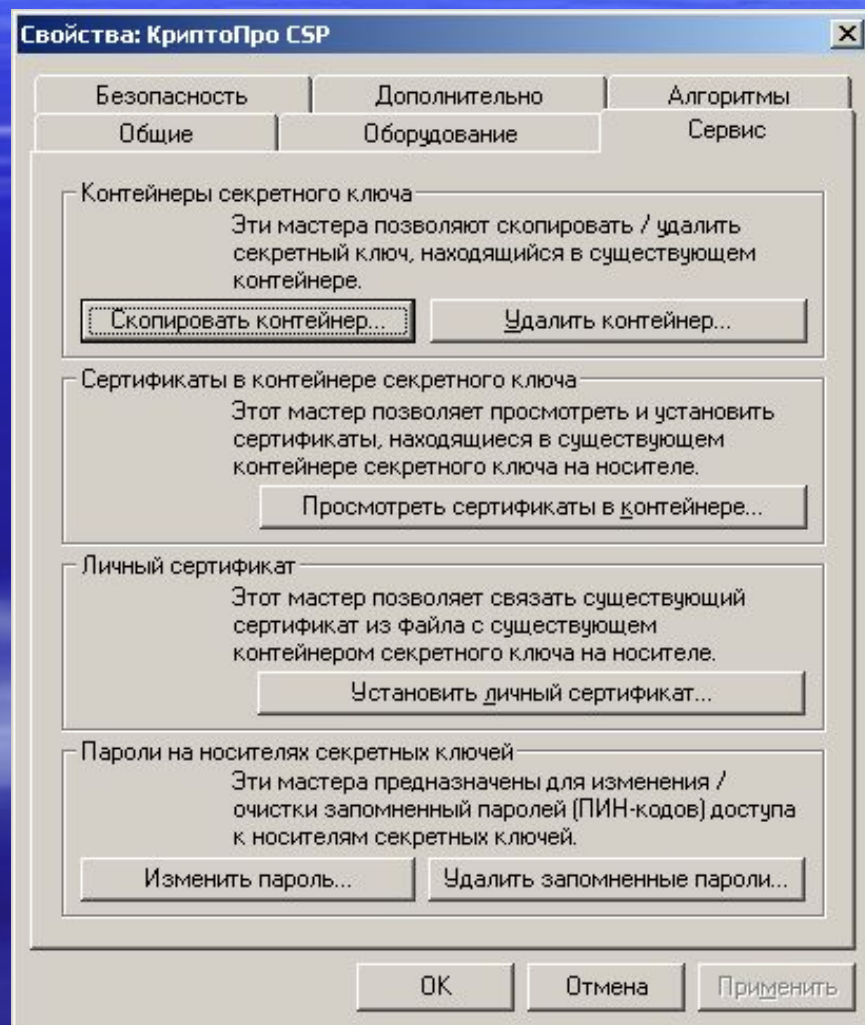 Свойства: КриптоПро CSP
Безопасность Дополнительно Алгоритмы
Общие Оборудование Сервис
Контейнеры секретного ключа
Эти мастера позволяют скопировать / удалить
секретный ключ, находящийся в существующем
контейнере.
Скопировать контейнер... Удалить контейнер...
Сертификаты в контейнере секретного ключа
Этот мастер позволяет просмотреть и установить
сертификаты, находящиеся в существующем
контейнере секретного ключа на носителе.
Просмотреть сертификаты в контейнере...
Личный сертификат
Этот мастер позволяет связать существующий
сертификат из файла с существующем
контейнером секретного ключа на носителе.
Установить личный сертификат...
Пароли на носителях секретных ключей
Эти мастера предназначены для изменения /
очистки запомненный паролей (ПИН-кодов) доступа
к носителям секретных ключей.
Изменить пароль... Удалить запомненные пароли...
OK Отмена Применить